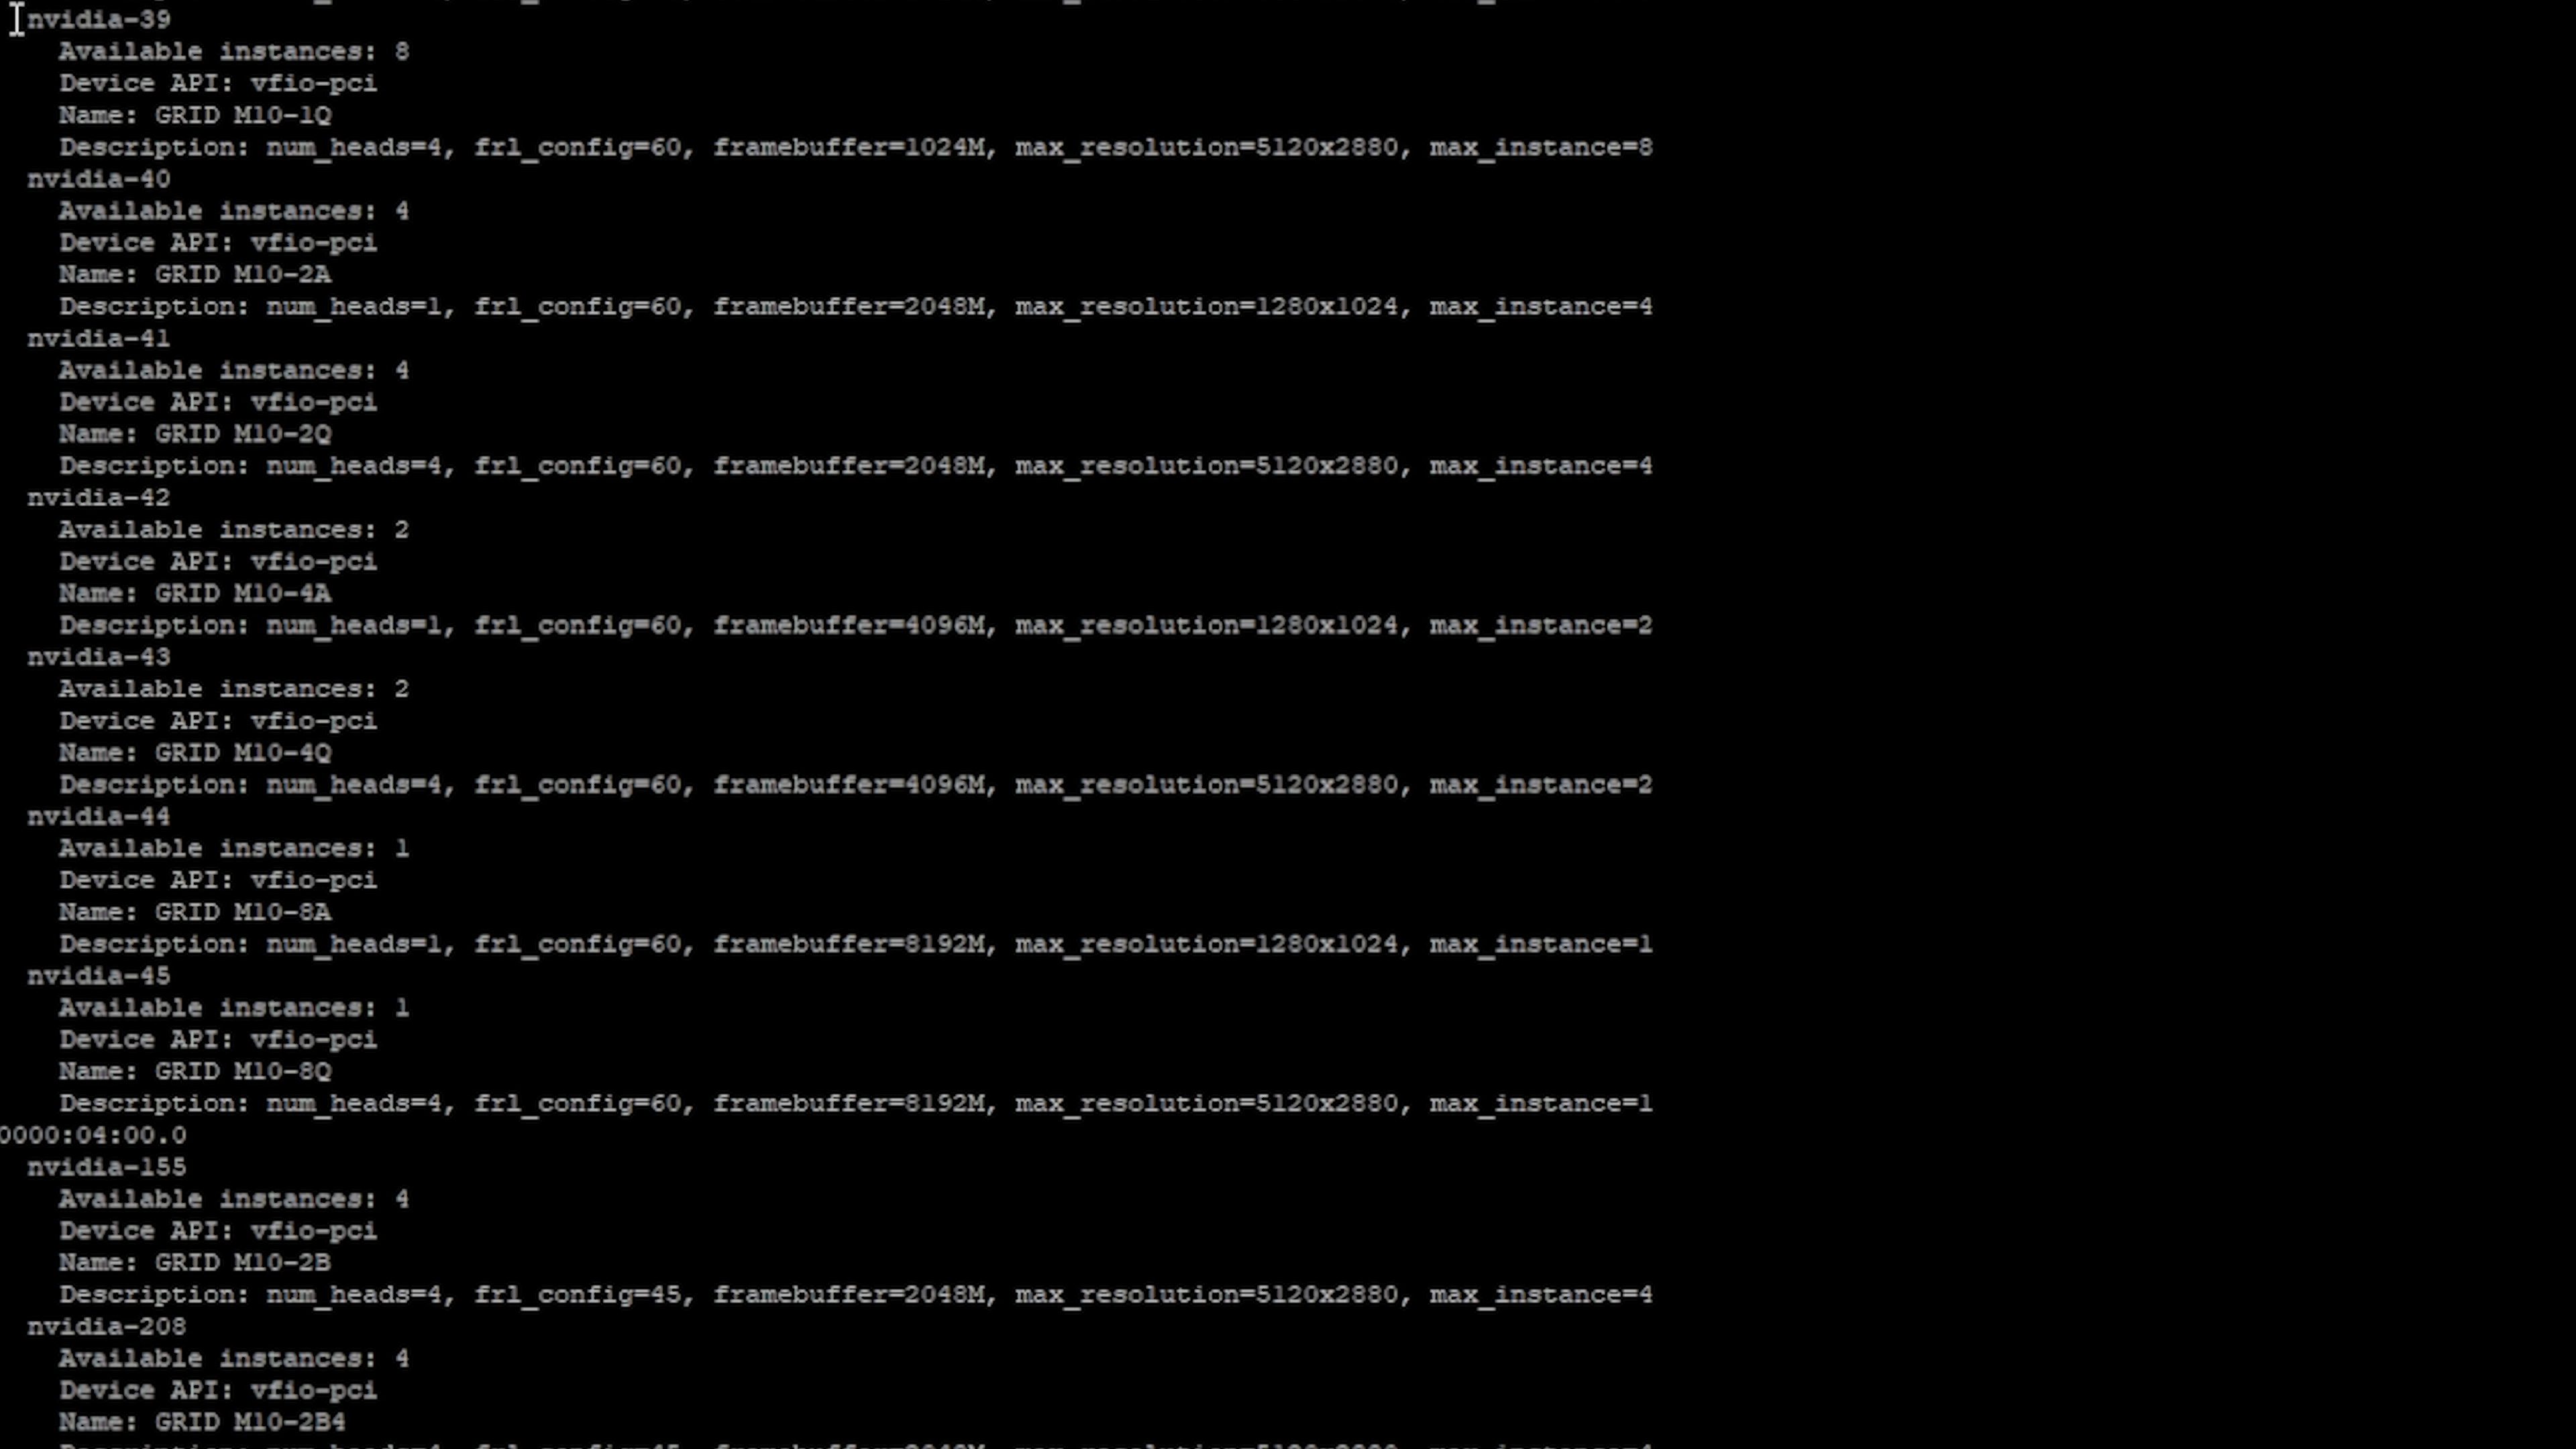 nvidia-39
Available instances: 8
Device API: vfio-pci
Name: GRID M10-1Q
Description: num_heads=4, frl_config=60, framebuffer=1024M, max_resolution=5120x2880, max_instance=8
nvidia-40
Available instances: 4
Device API: vfio-pci
Name: GRID M10-2A
Description: num_heads=1, frl_config=60, framebuffer=2048M, max_resolution=1280x1024, max_instance=4
nvidia-41
Available instances: 4
Device API: vfio-pci
Name: GRID M10-2Q
Description: num_heads=4, frl_config=60, framebuffer=2048M, max_resolution=5120x2880, max_instance=4
nvidia-42
Available instances: 2
Device API: vfio-pci
Name: GRID M10-4A
Description: num_heads=1, frl_config=60, framebuffer=4096M, max_resolution=1280x1024, max_instance=2
nvidia-43
Available instances: 2
Device API: vfio-pci
Name: GRID M10-4Q
Description: num_heads=4, frl_config=60, framebuffer=4096M, max_resolution=5120x2880, max_instance=2
nvidia-44
Available instances: 1
Device API: vfio-pci
Name: GRID M10-8A
Description: num_heads=1, frl_config=60, framebuffer=8192M, max_resolution=1280x1024, max_instance=1
nvidia-45
Available instances: 1
Device API: vfio-pci
Name: GRID M10-8Q
Description: num_heads=4, frl_config=60, framebuffer=8192M, max_resolution=5120x2880, max_instance=1
0000:04:00.0
nvidia-155
Available instances: 4
Device API: vfio-pci
Name: GRID M10-2B
Description: num_heads=4, frl_config=45, framebuffer=2048M, max_resolution=5120x2880, max_instance=4
nvidia-208
Available instances: 4
Device API: vfio-pci
Name: GRID M10-2B4